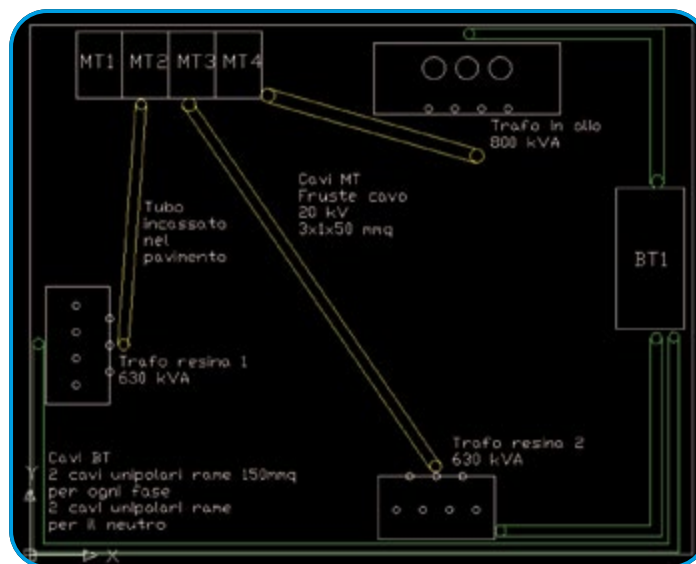 MT1 MT2 MT3 MT4
Trafo in olio
800 kVA
Cavi MT
Fruste cavo
20 kV
3x1x50 mmq
Tubo
incassato
nel
pavimento
BT1
Trafo resina 1
630 kVA
Trafo resina 2
630 kVA
Cavi BT
2 cavi unipolari rame 150mmq
per ogni fase
2 cavi unipolari rame
per il neutro
Y
X